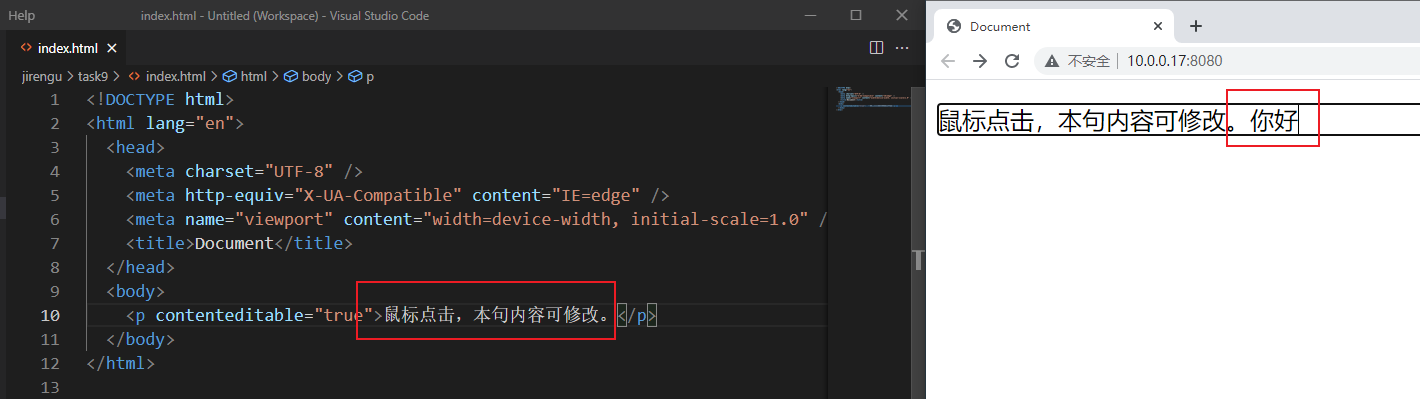 Help index.html - Untitled (Workspace) - Visual Studio Code
index.html
jirengu > task9 > index.html > html > body > p
1 <!DOCTYPE html>
2 <html lang="en">
3 <head>
4 <meta charset="UTF-8" />
5 <meta http-equiv="X-UA-Compatible" content="IE=edge" />
6 <meta name="viewport" content="width=device-width, initial-scale=1.0" /
7 <title>Document</title>
8 </head>
9 <body>
10 <p contenteditable="true">鼠标点击，本句内容可修改。</p>
11 </body>
12 </html>
13
Document
不安全 | 10.0.0.17:8080
鼠标点击，本句内容可修改。你好